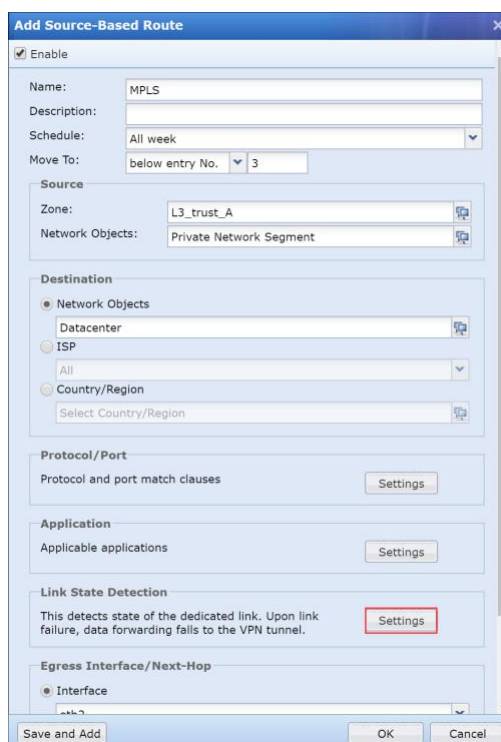 Add Source-Based Route
Enable
Name: MPLS
Description:
Schedule: All week
Move To: below entry No. 3
Source
Zone: L3_trust_A
Network Objects: Private Network Segment
Destination
Network Objects
Datacenter
ISP
All
Country/Region
Select Country/Region
Protocol/Port
Protocol and port match clauses Settings
Application
Applicable applications Settings
Link State Detection
This detects state of the dedicated link. Upon link
failure, data forwarding falls to the VPN tunnel. Settings
Egress Interface/Next-Hop
Interface
Save and Add OK Cancel